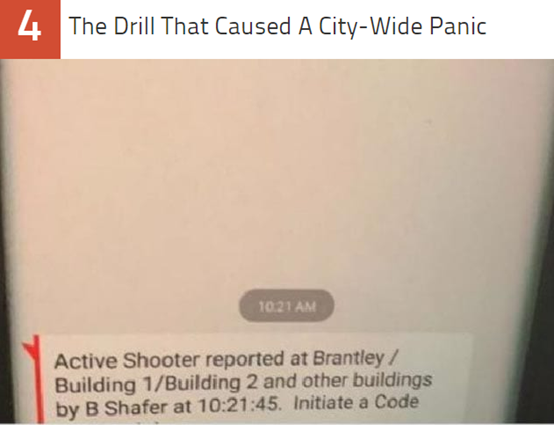 4 The Drill That Caused A City-Wide Panic
10:21 AM
Active Shooter reported at Brantley /
Building 1/Building 2 and other buildings
by B Shafer at 10:21:45. Initiate a Code